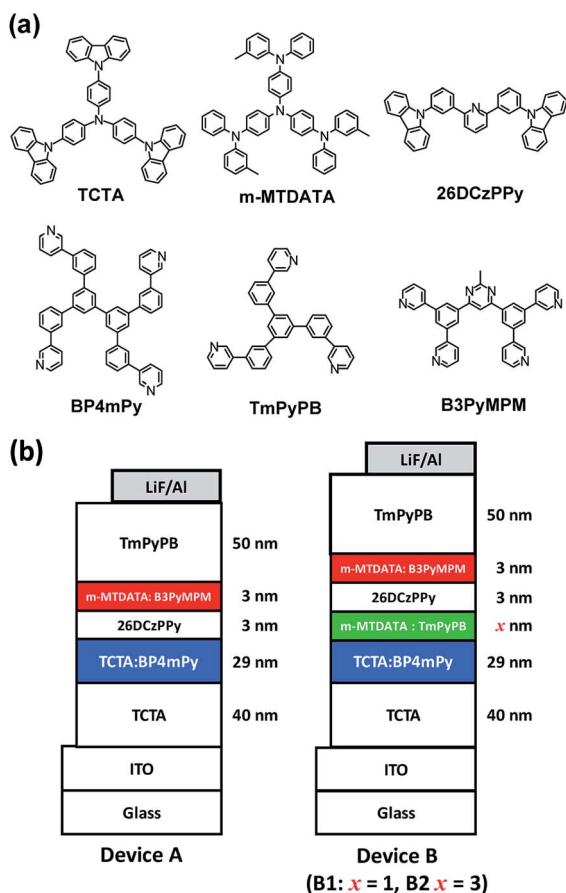 (a)
N
N
N
N
TCTA
N
N
N
N
m-MTDATA
N
N
N
26DCzPPy
N
N
N
N
BP4mPy
N
N
N
TmPyPB
N
N
N
N
N
N
B3PyMPM
(b)
LiF/Al
TmPyPB 50 nm
m-MTDATA: B3PyMPM 3 nm
26DCzPPy 3 nm
TCTA:BP4mPy 29 nm
TCTA 40 nm
ITO
Glass
Device A
LiF/Al
TmPyPB 50 nm
m-MTDATA: B3PyMPM 3 nm
26DCzPPy 3 nm
m-MTDATA : TmPyPB x nm
TCTA:BP4mPy 29 nm
TCTA 40 nm
ITO
Glass
Device B
(B1: x = 1, B2 x = 3)